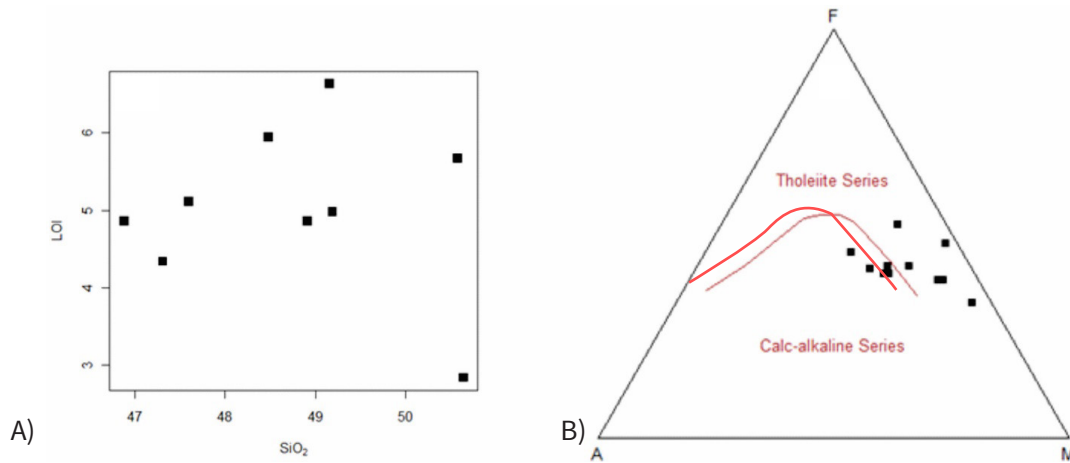 LOI
6
5
4
3
47 48 49 50
SiO₂
A)
F
Tholeiite Series
Calc-alkaline Series
A M
B)